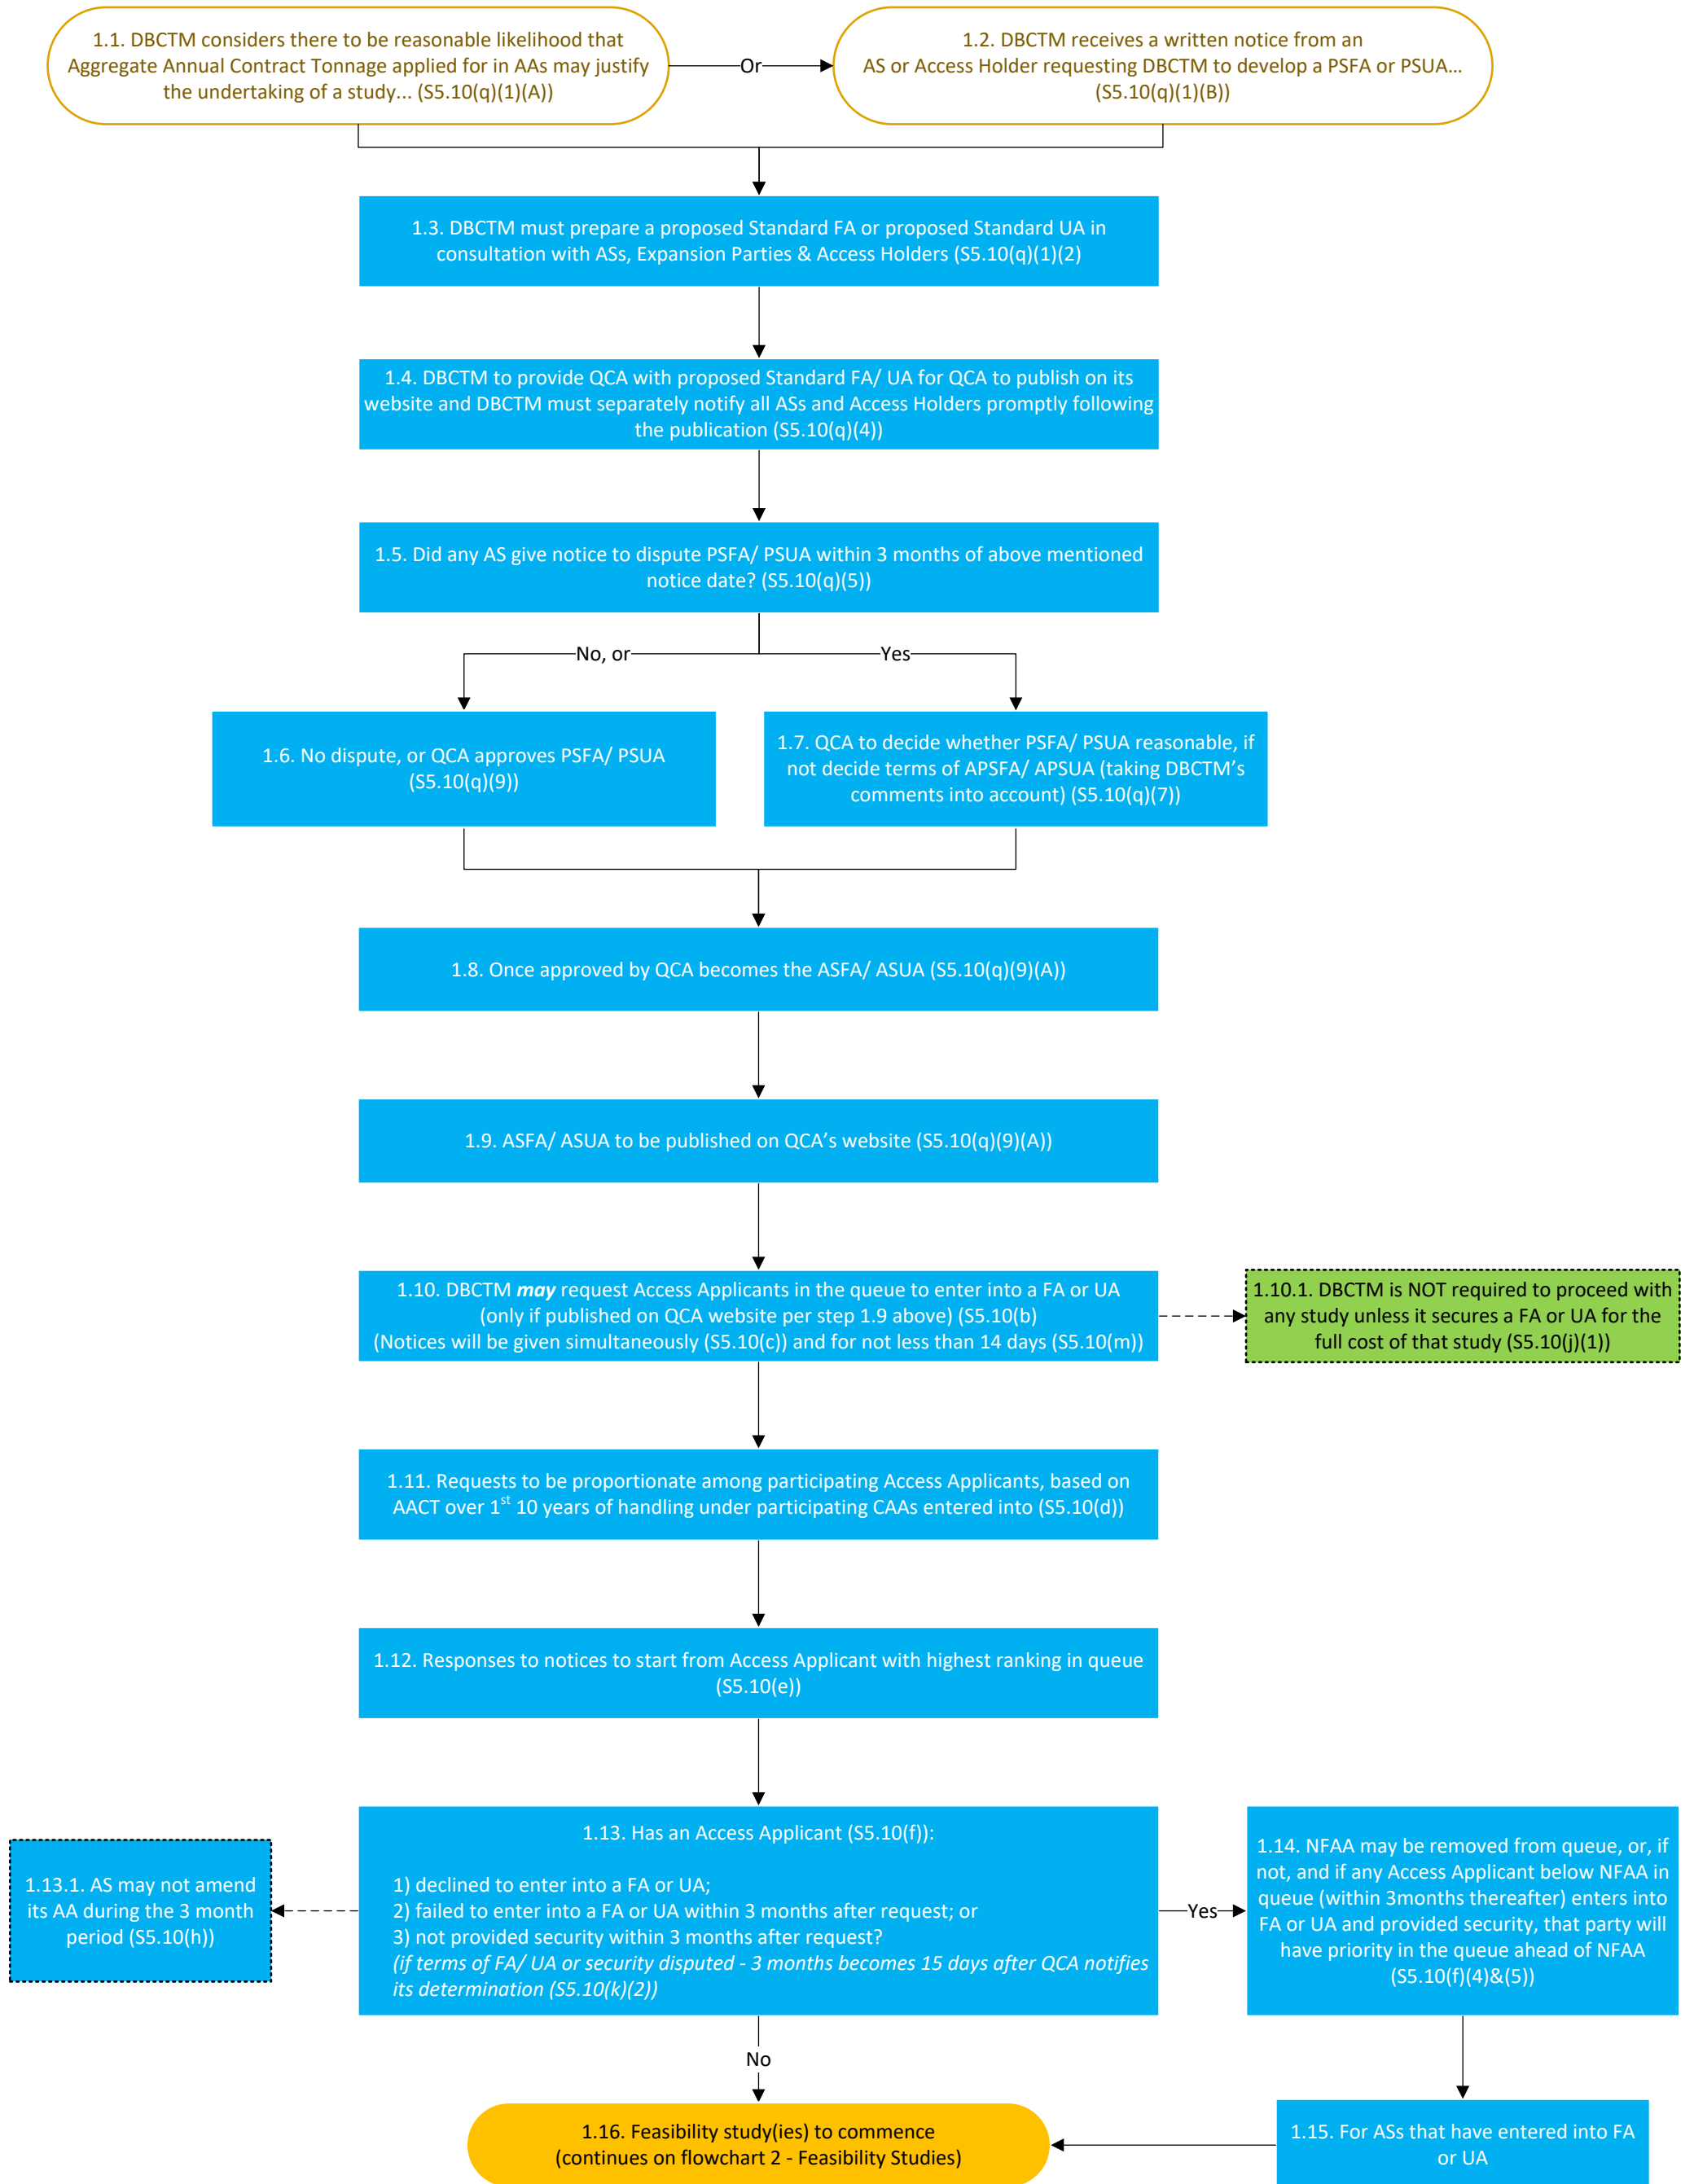 1.1. DBCTM considers there to be reasonable likelihood that
Aggregate Annual Contract Tonnage applied for in AAs may justify
the undertaking of a study... (S5.10(q)(1)(A))
Or
1.2. DBCTM receives a written notice from an
AS or Access Holder requesting DBCTM to develop a PSFA or PSUA...
(S5.10(q)(1)(B))
1.3. DBCTM must prepare a proposed Standard FA or proposed Standard UA in
consultation with ASs, Expansion Parties & Access Holders (S5.10(q)(1)(2)
1.4. DBCTM to provide QCA with proposed Standard FA/ UA for QCA to publish on its
website and DBCTM must separately notify all ASs and Access Holders promptly following
the publication (S5.10(q)(4))
1.5. Did any AS give notice to dispute PSFA/ PSUA within 3 months of above mentioned
notice date? (S5.10(q)(5))
No, or
Yes
1.6. No dispute, or QCA approves PSFA/ PSUA
(S5.10(q)(9))
1.7. QCA to decide whether PSFA/ PSUA reasonable, if
not decide terms of APSFA/ APSUA (taking DBCTM’s
comments into account) (S5.10(q)(7))
1.8. Once approved by QCA becomes the ASFA/ ASUA (S5.10(q)(9)(A))
1.9. ASFA/ ASUA to be published on QCA’s website (S5.10(q)(9)(A))
1.10. DBCTM may request Access Applicants in the queue to enter into a FA or UA
(only if published on QCA website per step 1.9 above) (S5.10(b)
(Notices will be given simultaneously (S5.10(c)) and for not less than 14 days (S5.10(m))
1.10.1. DBCTM is NOT required to proceed with
any study unless it secures a FA or UA for the
full cost of that study (S5.10(j)(1))
1.11. Requests to be proportionate among participating Access Applicants, based on
AACT over 1st 10 years of handling under participating CAAs entered into (S5.10(d))
1.12. Responses to notices to start from Access Applicant with highest ranking in queue
(S5.10(e))
1.13. Has an Access Applicant (S5.10(f)):
1) declined to enter into a FA or UA;
2) failed to enter into a FA or UA within 3 months after request; or
3) not provided security within 3 months after request?
(if terms of FA/ UA or security disputed - 3 months becomes 15 days after QCA notifies
its determination (S5.10(k)(2))
1.13.1. AS may not amend
its AA during the 3 month
period (S5.10(h))
Yes
1.14. NFAA may be removed from queue, or, if
not, and if any Access Applicant below NFAA in
queue (within 3months thereafter) enters into
FA or UA and provided security, that party will
have priority in the queue ahead of NFAA
(S5.10(f)(4)&(5))
No
1.15. For ASs that have entered into FA
or UA
1.16. Feasibility study(ies) to commence
(continues on flowchart 2 - Feasibility Studies)